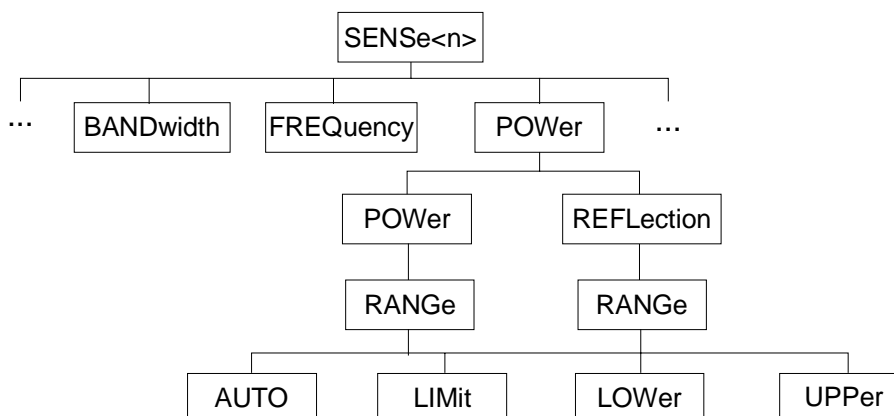 SENSe<n>
... BANDwidth FREQuency POWer ...
POWer REFLection
RANGe RANGe
AUTO LIMit LOWer UPPer